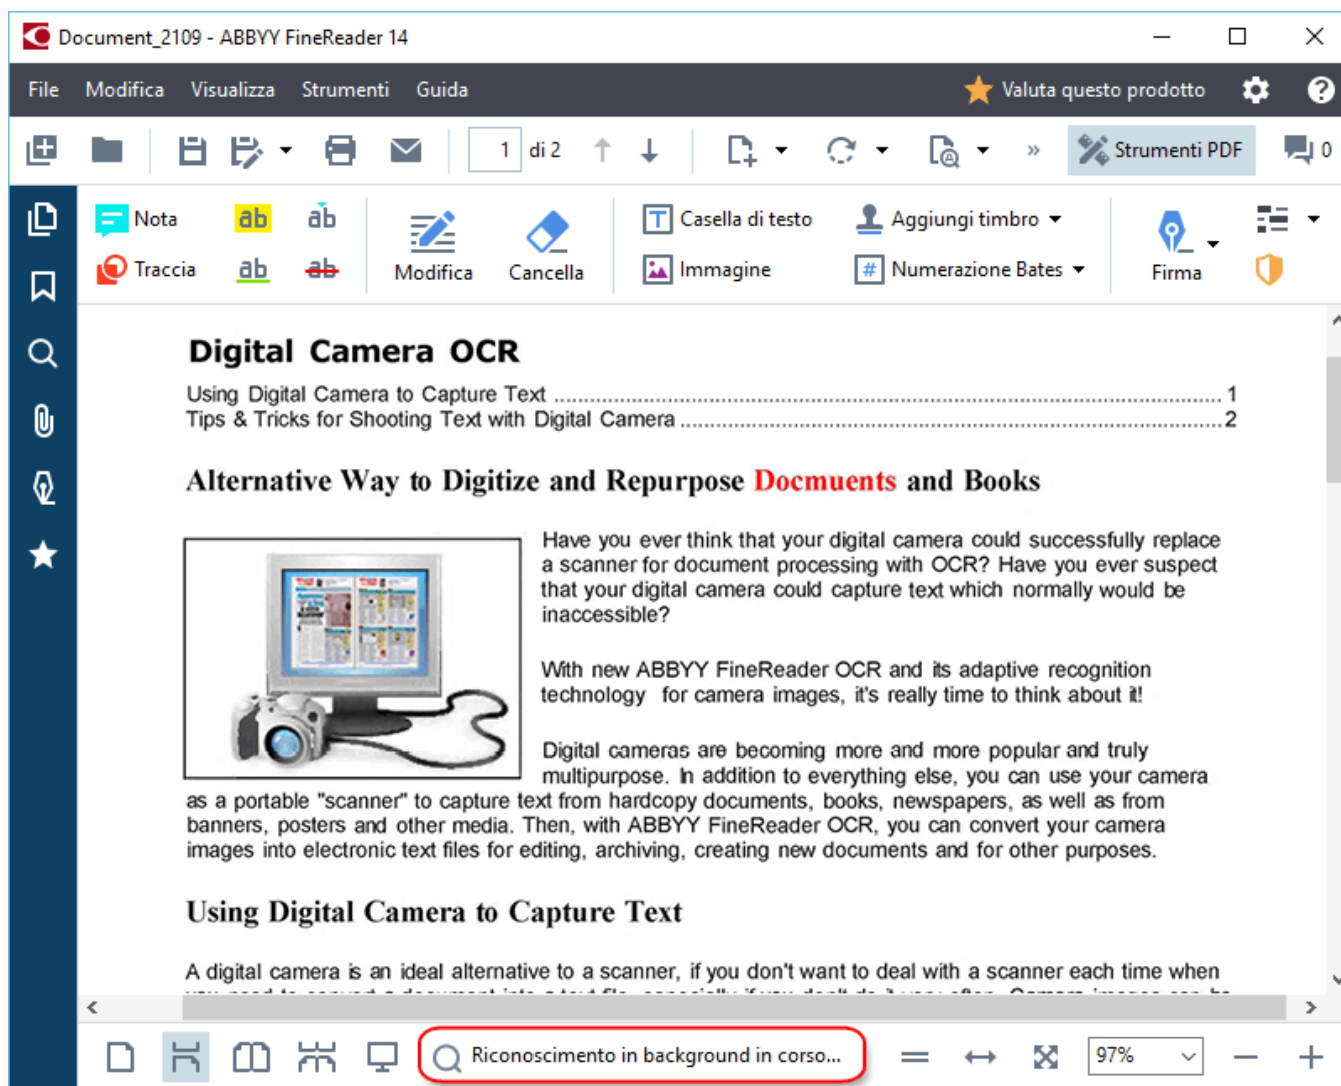 Document_2109 - ABBYY FineReader 14
File Modifica Visualizza Strumenti Guida Valuta questo prodotto
1 di 2 Strumenti PDF 0
Nota ab ab Casella di testo Aggiungi timbro
Traccia ab ab Modifica Cancella Immagine Numerazione Bates Firma
Digital Camera OCR
Using Digital Camera to Capture Text ........ 1
Tips & Tricks for Shooting Text with Digital Camera ........ 2
Alternative Way to Digitize and Repurpose Docmuents and Books
Have you ever think that your digital camera could successfully replace
a scanner for document processing with OCR? Have you ever suspect
that your digital camera could capture text which normally would be
inaccessible?
With new ABBYY FineReader OCR and its adaptive recognition
technology for camera images, it's really time to think about it!
Digital cameras are becoming more and more popular and truly
multipurpose. In addition to everything else, you can use your camera
as a portable "scanner" to capture text from hardcopy documents, books, newspapers, as well as from
banners, posters and other media. Then, with ABBYY FineReader OCR, you can convert your camera
images into electronic text files for editing, archiving, creating new documents and for other purposes.
Using Digital Camera to Capture Text
A digital camera is an ideal alternative to a scanner, if you don't want to deal with a scanner each time when
Riconoscimento in background in corso... 97%